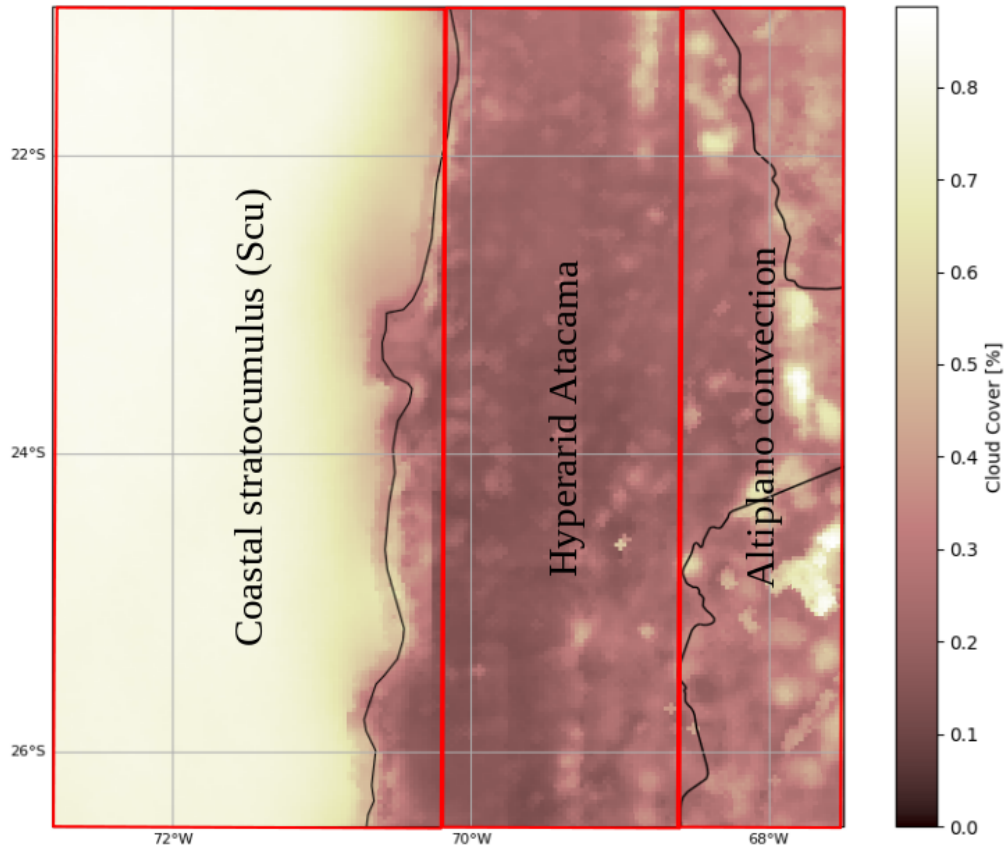 22°S
24°S
26°S
72°W
70°W
68°W
Coastal stratocumulus (Scu)
Hyperarid Atacama
Altiplano convection
0.8
0.7
0.6
0.5
0.4
0.3
0.2
0.1
0.0
Cloud Cover [%]